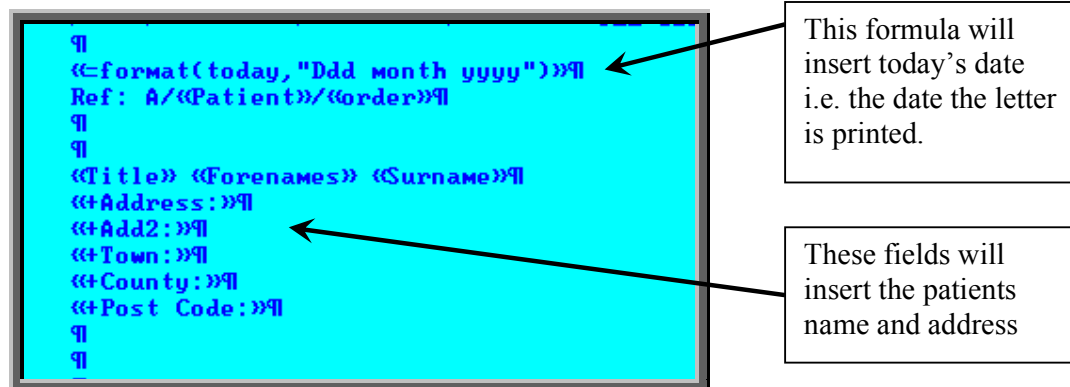 ¶
«=format(today,"Ddd month yyyy")»¶
Ref: A/«Patient»/«order»¶
¶
¶
«Title» «Forenames» «Surname»¶
«+Address:»¶
«+Add2:»¶
«+Town:»¶
«+County:»¶
«+Post Code:»¶
¶
¶
This formula will
insert today’s date
i.e. the date the letter
is printed.
These fields will
insert the patients
name and address